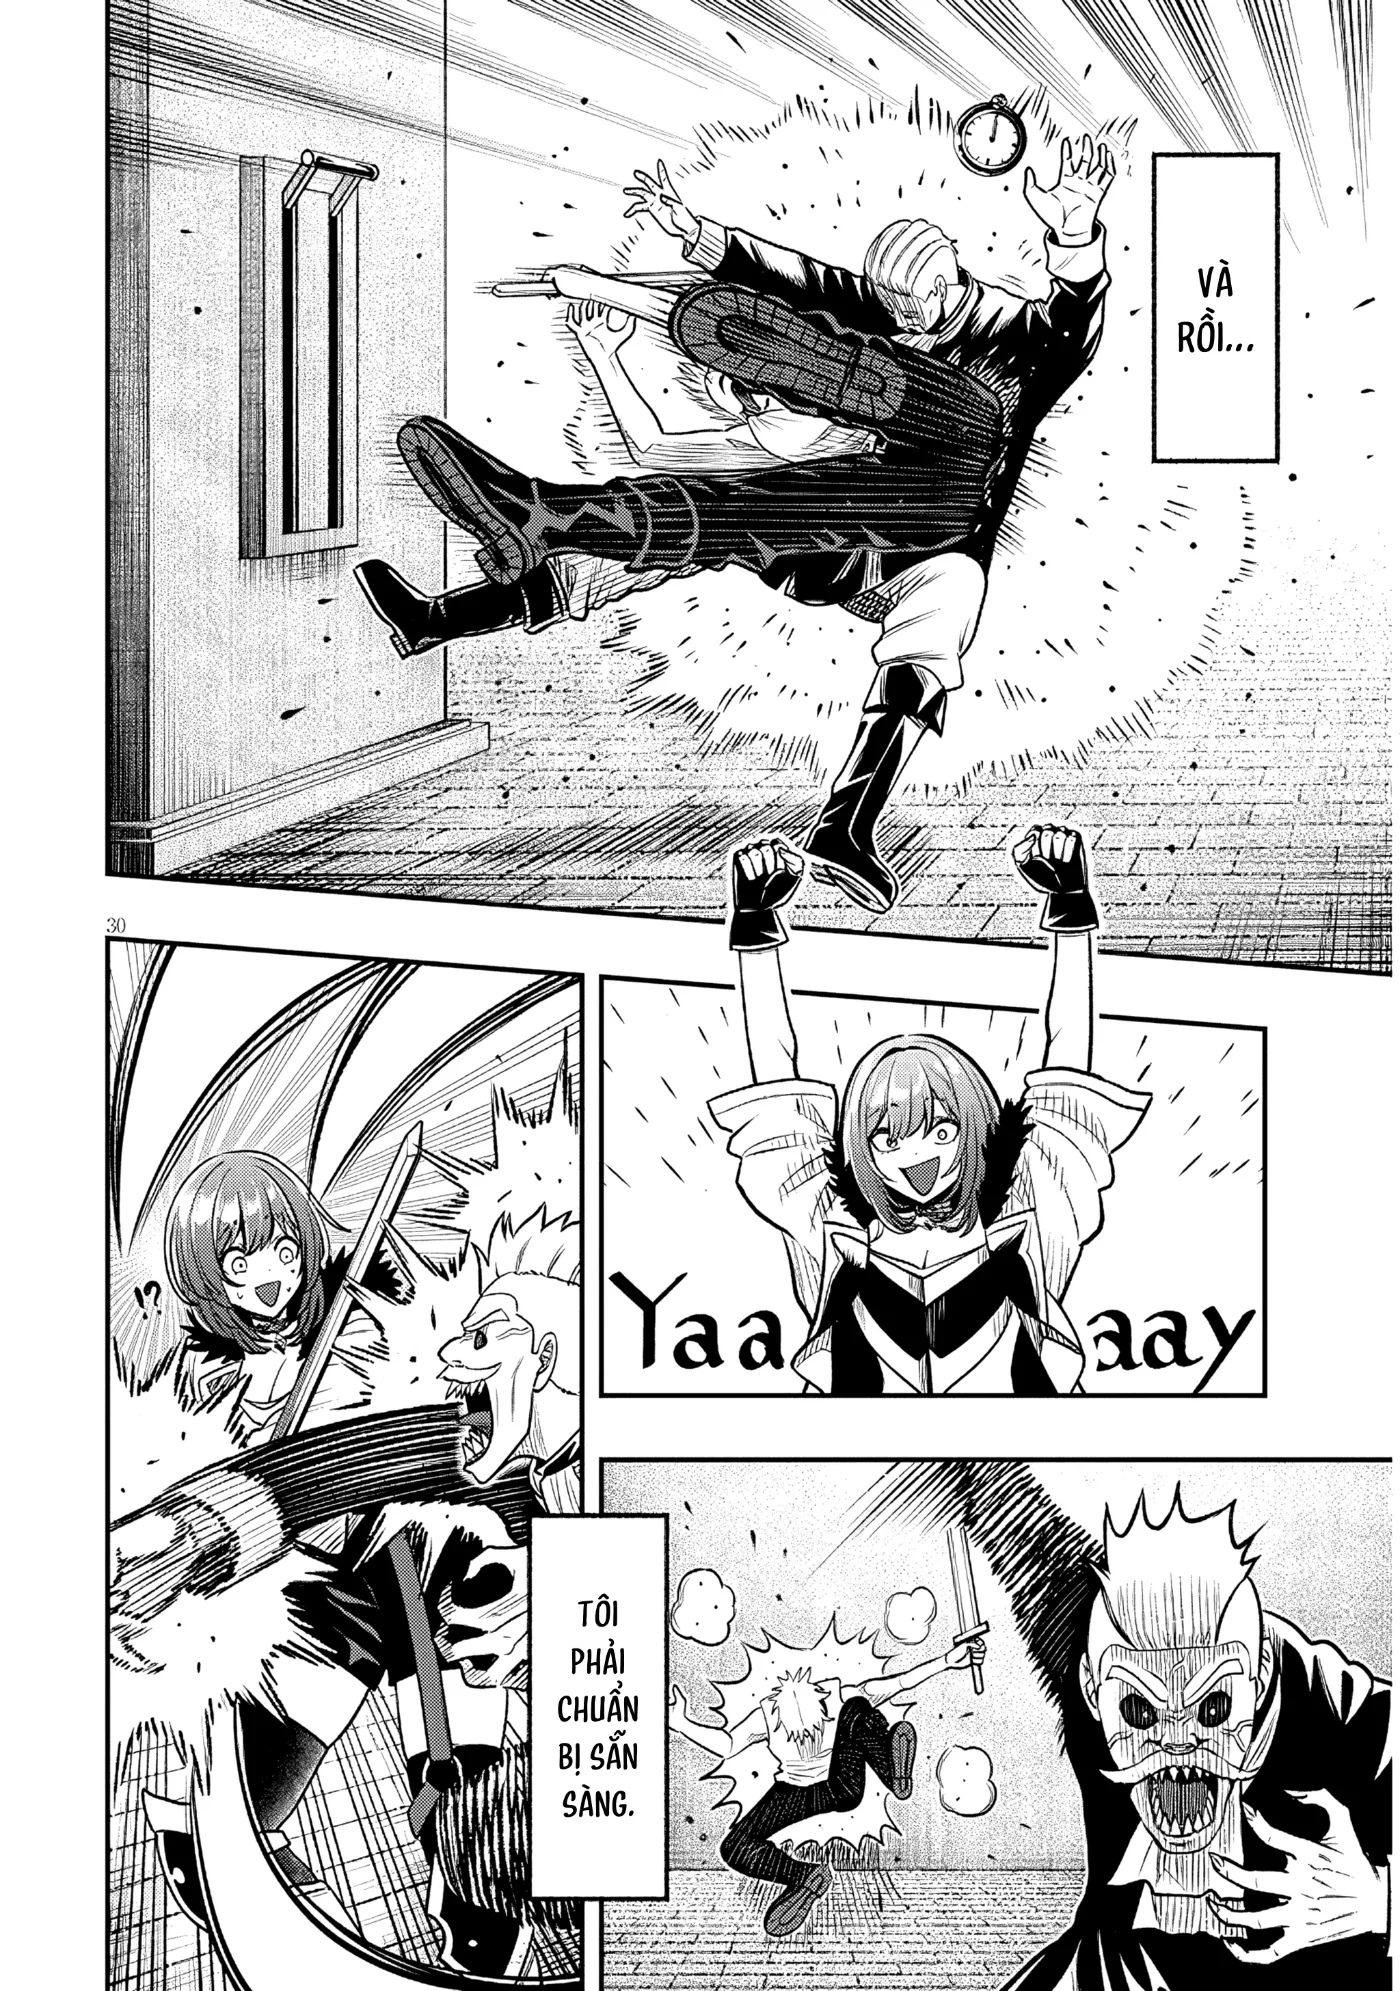 VÀ
RỒI...
30
Yaa aay
!?
TÔI
PHẢI
CHUẨN
BỊ SẴN
SÀNG.